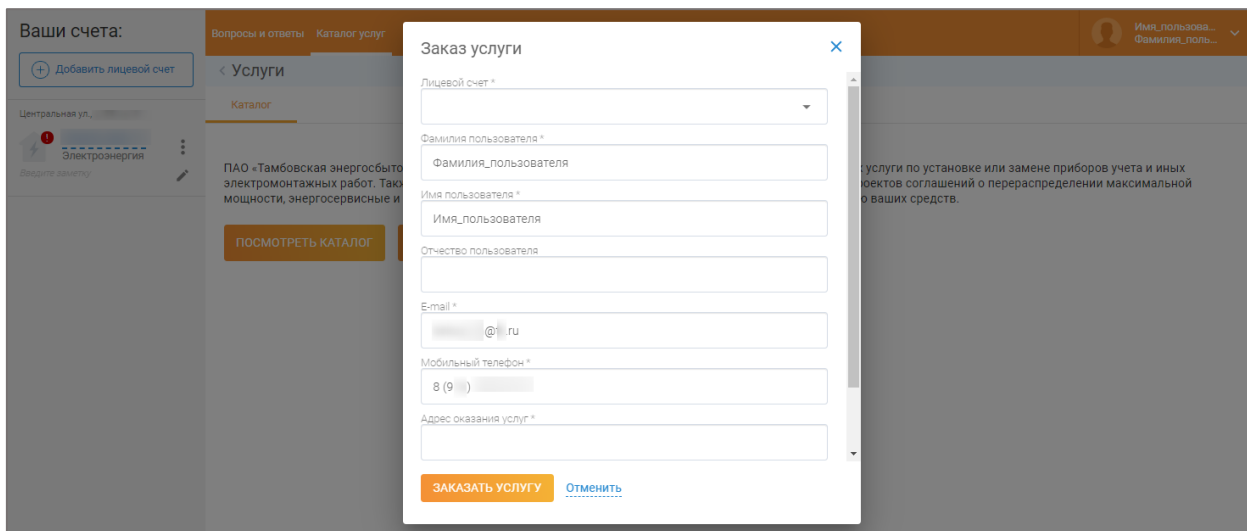 Ваши счета:
Добавить лицевой счет
Центральная ул.,
Электроэнергия
Введите заметку
Вопросы и ответы Каталог услуг
Имя_пользова...
Фамилия_поль...
< Услуги
Каталог
ПАО «Тамбовская энергосбыто
услуги по установке или замене приборов учета и иных
электромонтажных работ.
соглашений о перераспределении максимальной
мощности, энергосервисные и
ваших средств.
ПОСМОТРЕТЬ КАТАЛОГ
Заказ услуги
Лицевой счет *
Фамилия пользователя *
Фамилия_пользователя
Имя пользователя *
Имя_пользователя
Отчество пользователя
E-mail *
.ru
Мобильный телефон *
8 (9
Адрес оказания услуг *
ЗАКАЗАТЬ УСЛУГУ Отменить